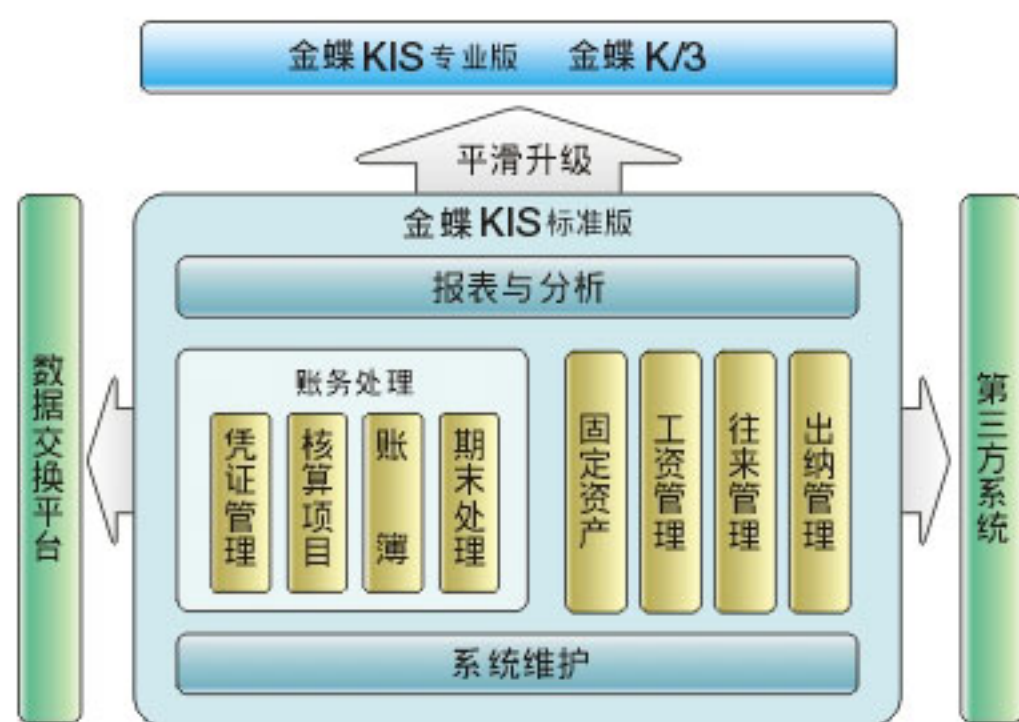 金蝶KIS专业版 金蝶K/3
平滑升级
金蝶KIS标准版
报表与分析
数据交换平台
账务处理
凭证管理
核算项目
账簿
期末处理
固定资产
工资管理
往来管理
出纳管理
第三方系统
系统维护